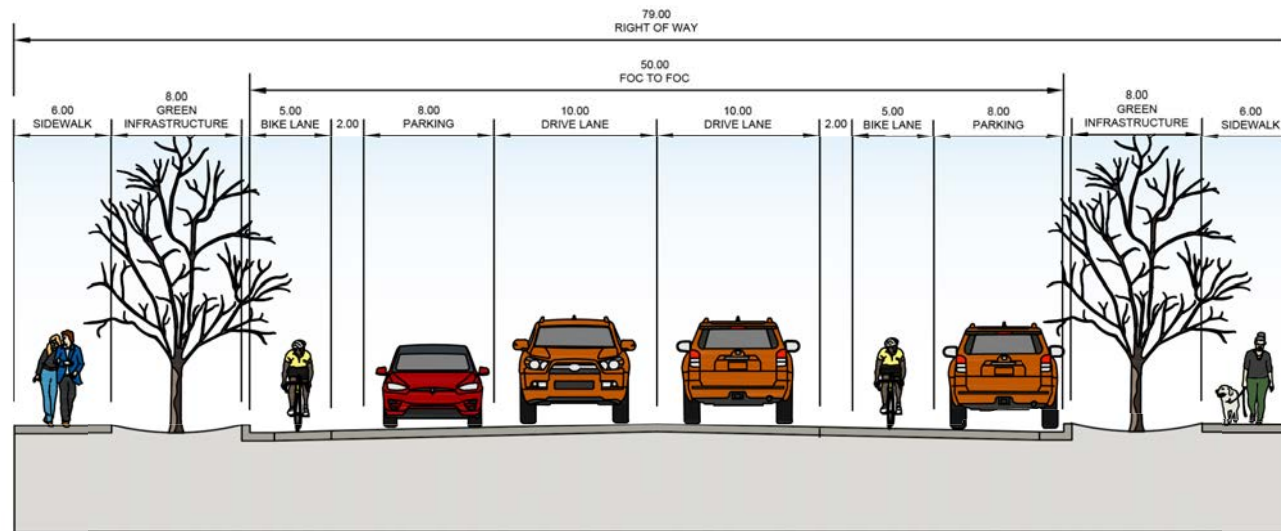 79.00
RIGHT OF WAY
50.00
FOC TO FOC
6.00
SIDEWALK
8.00
GREEN
INFRASTRUCTURE
5.00
BIKE LANE
2.00
8.00
PARKING
10.00
DRIVE LANE
10.00
DRIVE LANE
2.00
5.00
BIKE LANE
8.00
PARKING
8.00
GREEN
INFRASTRUCTURE
6.00
SIDEWALK